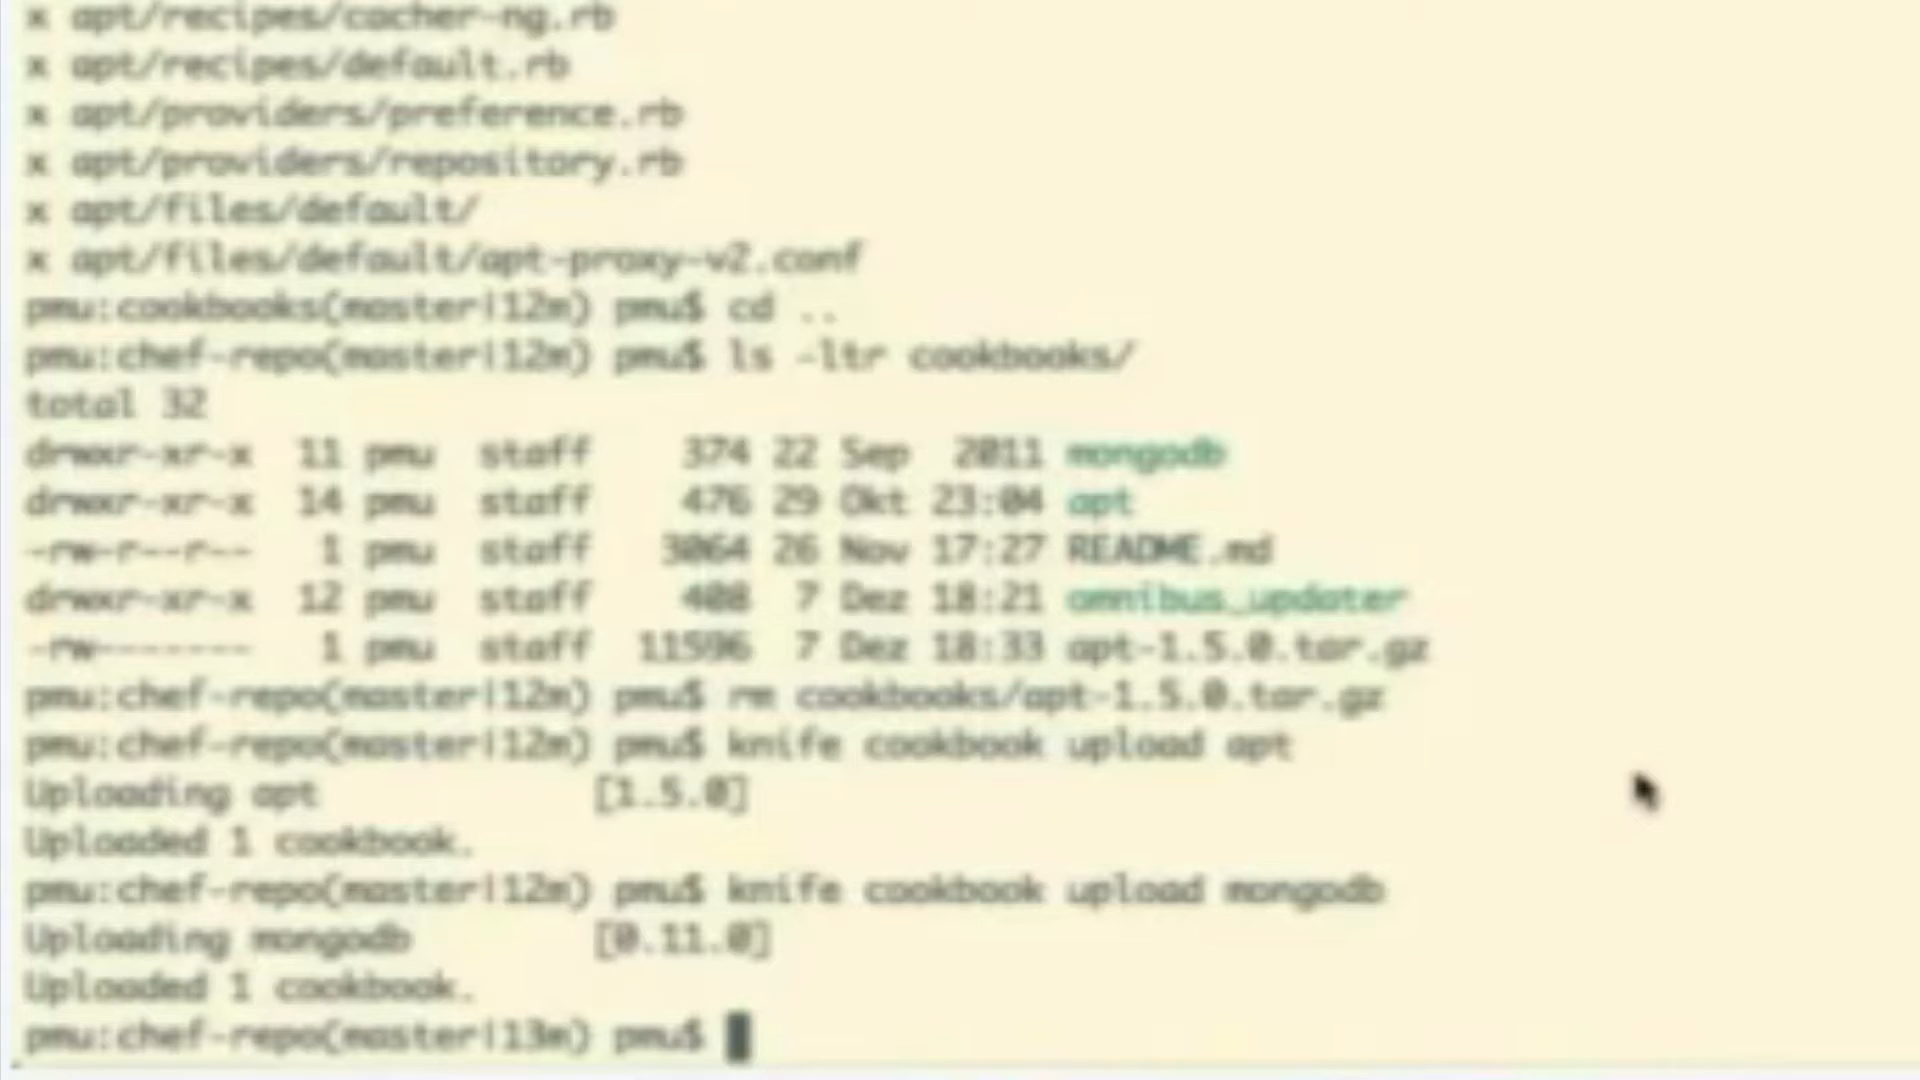 x apt/recipes/cacher-ng.rb
x apt/recipes/default.rb
x apt/providers/preference.rb
x apt/providers/repository.rb
x apt/files/default/
x apt/files/default/apt-proxy-v2.conf
pmu:cookbooks(master|12m) pmu$ cd ..
pmu:chef-repo(master|12m) pmu$ ls -ltr cookbooks/
total 32
drwxr-xr-x  11 pmu  staff    374 22 Sep  2011 mongodb
drwxr-xr-x  14 pmu  staff    476 29 Okt 23:04 apt
-rw-r--r--   1 pmu  staff   3064 26 Nov 17:27 README.md
drwxr-xr-x  12 pmu  staff    408  7 Dez 18:21 omnibus_updater
-rw-------   1 pmu  staff  11596  7 Dez 18:33 apt-1.5.0.tar.gz
pmu:chef-repo(master|12m) pmu$ rm cookbooks/apt-1.5.0.tar.gz
pmu:chef-repo(master|12m) pmu$ knife cookbook upload apt
Uploading apt            [1.5.0]
Uploaded 1 cookbook.
pmu:chef-repo(master|12m) pmu$ knife cookbook upload mongodb
Uploading mongodb        [0.11.0]
Uploaded 1 cookbook.
pmu:chef-repo(master|13m) pmu$